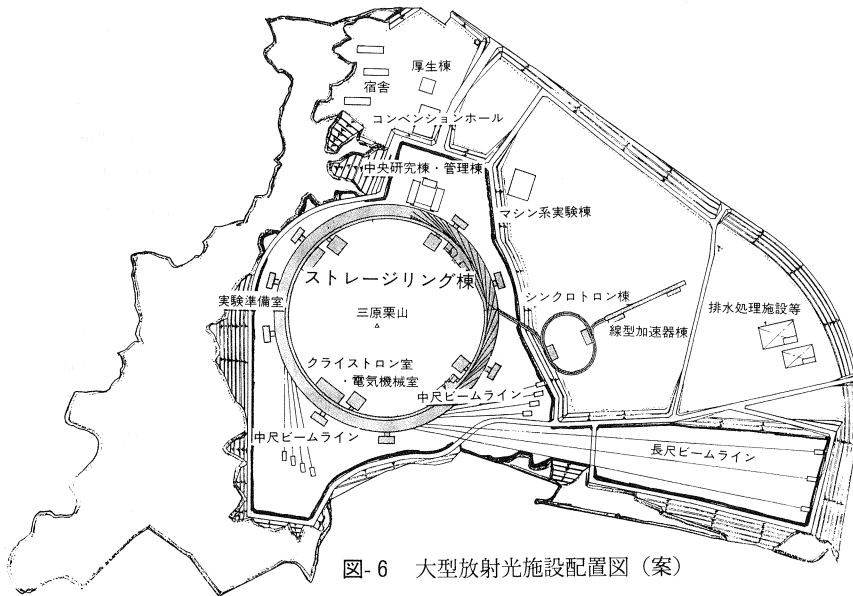 厚生棟
宿舎
コンベンションホール
中央研究棟・管理棟
マシン系実験棟
ストレージリング棟
実験準備室
シンクロトロン棟
三原栗山
線型加速器棟
排水処理施設等
クライストロン室
・電気機械室
中尺ビームライン
中尺ビームライン
長尺ビームライン
図-6 大型放射光施設配置図（案）